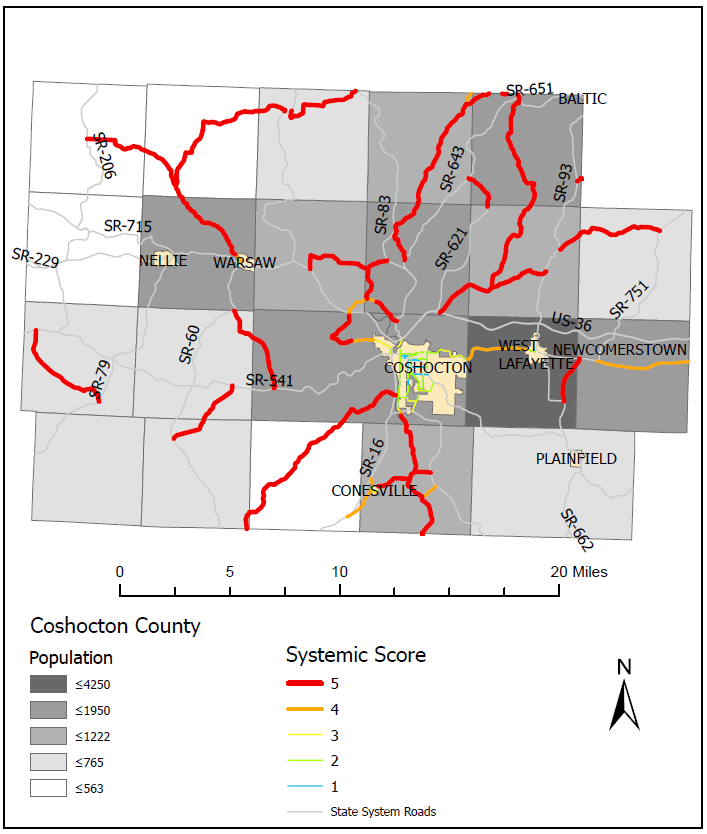 SR-651
BALTIC
SR-206
SR-643
SR-93
SR-83
SR-715
SR-621
SR-229
NELLIE
WARSAW
SR-751
US-36
SR-60
WEST
LAFAYETTE
NEWCOMERSTOWN
COSHOCTON
SR-79
SR-541
SR-16
PLAINFIELD
CONESVILLE
SR-662
0 5 10 20 Miles
Coshocton County
Population
≤4250
≤1950
≤1222
≤765
≤563
Systemic Score
5
4
3
2
1
State System Roads
N